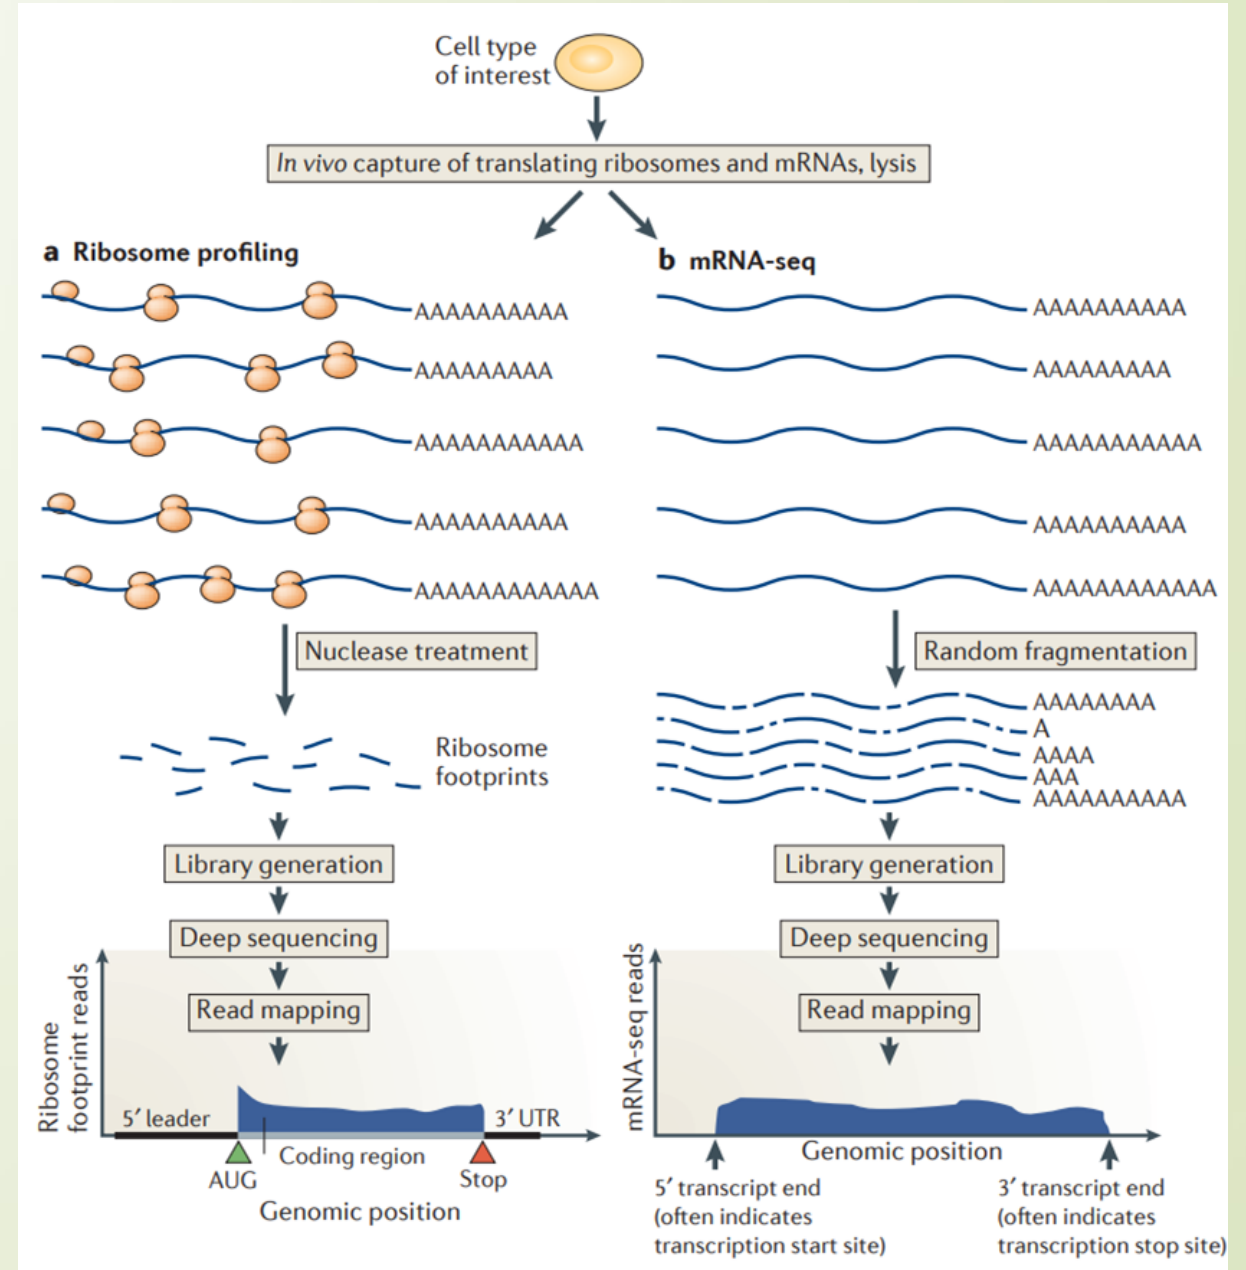 Cell type
of interest
In vivo capture of translating ribosomes and mRNAs, lysis
a Ribosome profiling
AAAAAAAAAA
AAAAAAAAA
AAAAAAAAAAA
AAAAAAAAAA
AAAAAAAAAAAA
Nuclease treatment
Ribosome
footprints
Library generation
Deep sequencing
Read mapping
Ribosome
footprint reads
5′ leader
3′ UTR
AUG
Coding region
Stop
Genomic position
b mRNA-seq
AAAAAAAAAA
AAAAAAAAA
AAAAAAAAAAA
AAAAAAAAAA
AAAAAAAAAAAA
Random fragmentation
AAAAAAAA
A
AAAA
AAA
AAAAAAAAAA
Library generation
Deep sequencing
Read mapping
mRNA-seq reads
Genomic position
5′ transcript end
(often indicates
transcription start site)
3′ transcript end
(often indicates
transcription stop site)